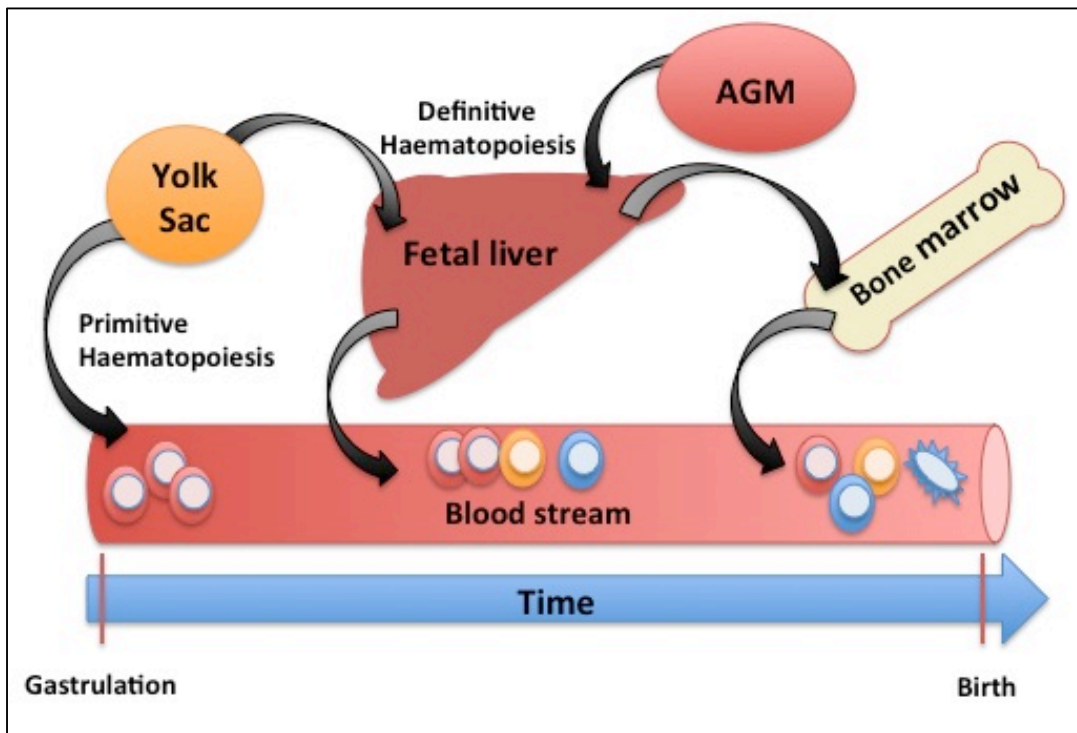 AGM
Definitive
Haematopoiesis
Yolk
Sac
Fetal liver
Bone marrow
Primitive
Haematopoiesis
Blood stream
Time
Gastrulation
Birth